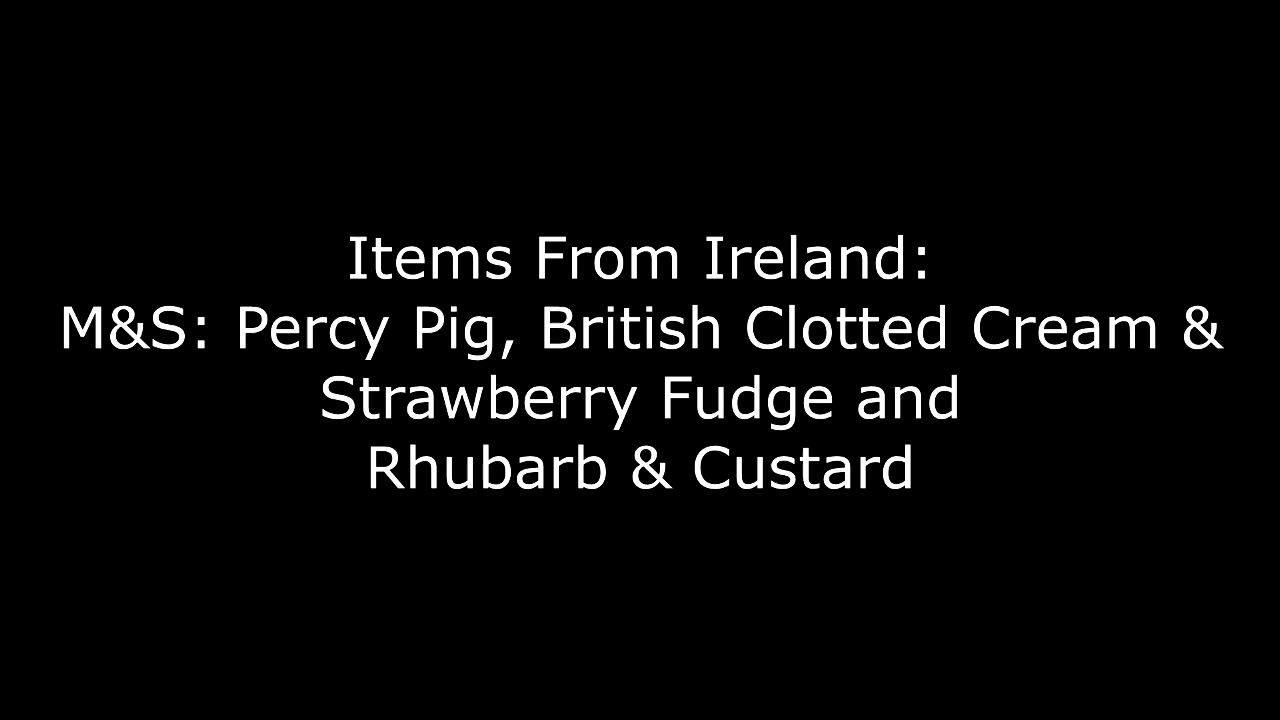 Items From Ireland:
M&S: Percy Pig, British Clotted Cream &
Strawberry Fudge and
Rhubarb & Custard